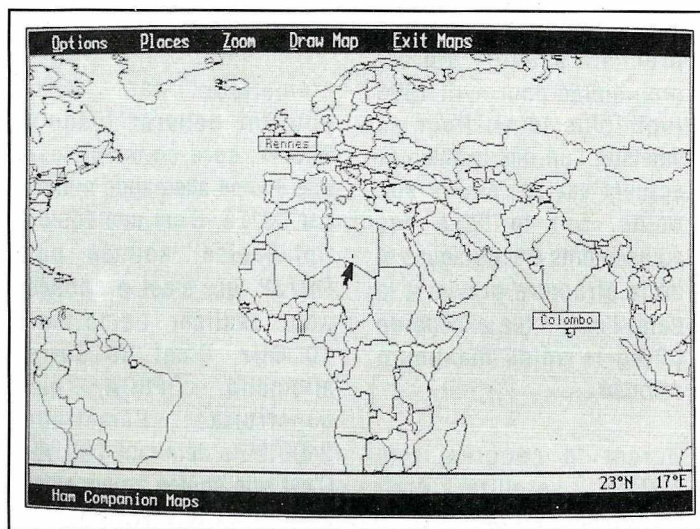 Options Places Zoom Draw Map Exit Maps
Rennes
Colombo
23°N 17°E
Ham Companion Maps